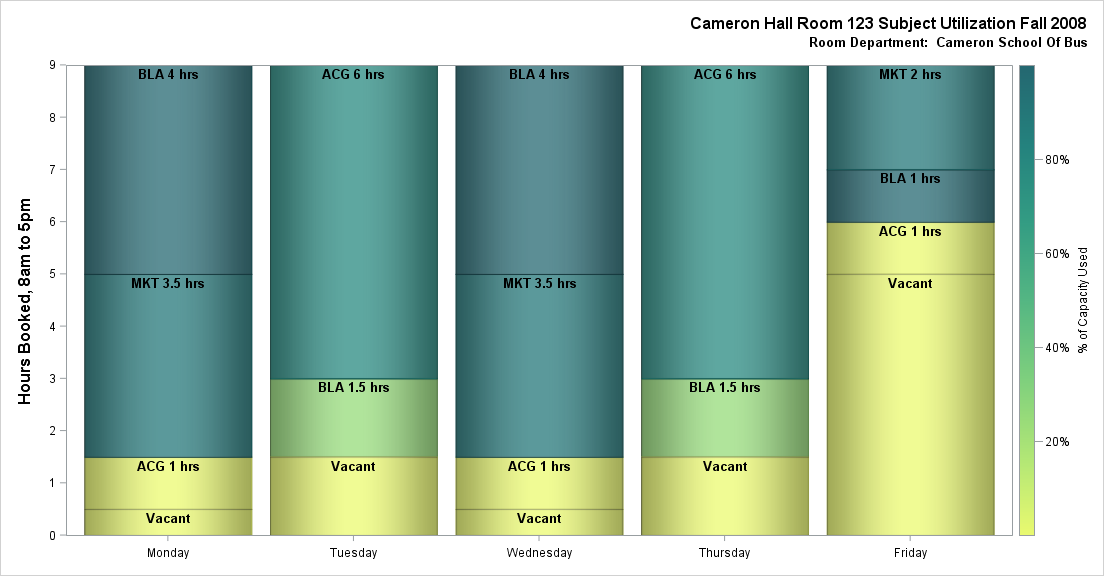 Cameron Hall Room 123 Subject Utilization Fall 2008
Room Department:  Cameron School Of Bus
Hours Booked, 8am to 5pm
9
8
7
6
5
4
3
2
1
0
BLA 4 hrs
MKT 3.5 hrs
ACG 1 hrs
Vacant
ACG 6 hrs
BLA 1.5 hrs
Vacant
BLA 4 hrs
MKT 3.5 hrs
ACG 1 hrs
Vacant
ACG 6 hrs
BLA 1.5 hrs
Vacant
MKT 2 hrs
BLA 1 hrs
ACG 1 hrs
Vacant
Monday
Tuesday
Wednesday
Thursday
Friday
80%
60%
40%
20%
% of Capacity Used